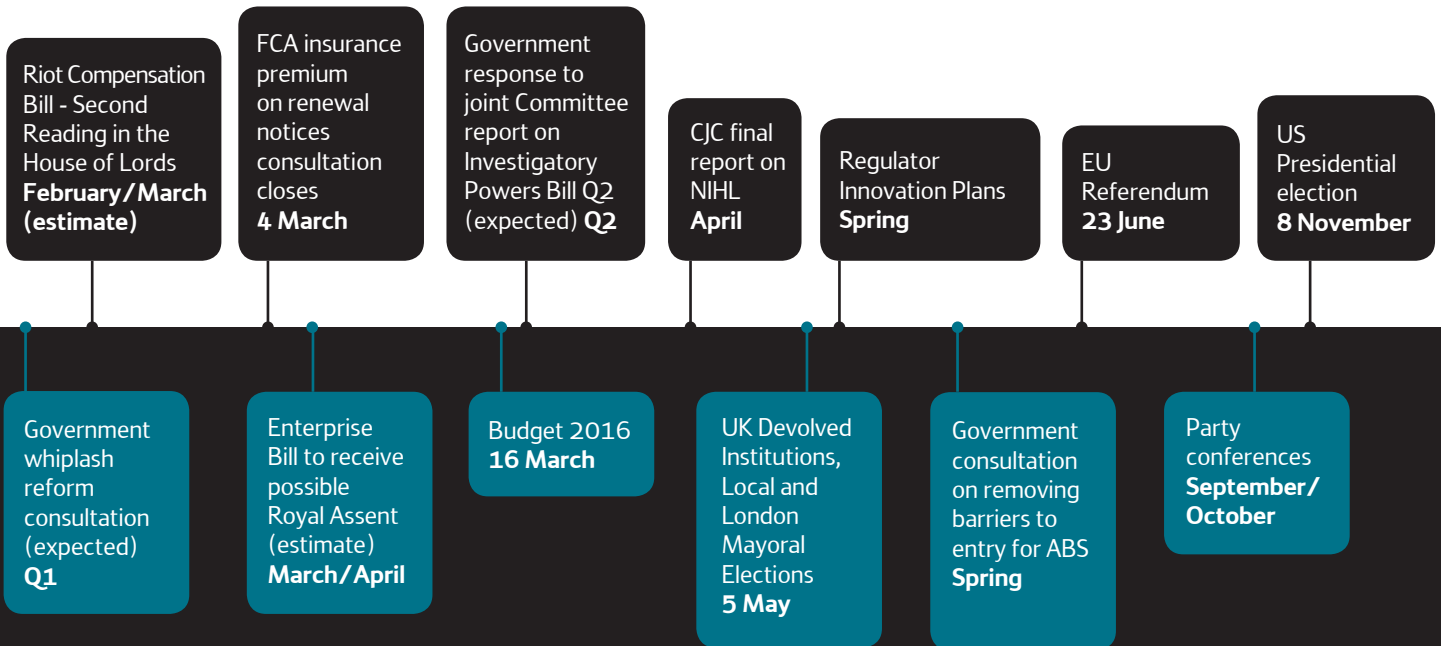 Riot Compensation
Bill - Second
Reading in the
House of Lords
February/March
(estimate)
FCA insurance
premium
on renewal
notices
consultation
closes
4 March
Government
response to
joint Committee
report on
Investigatory
Powers Bill Q2
(expected) Q2
CJC final
report on
NIHL
April
Regulator
Innovation Plans
Spring
EU
Referendum
23 June
US
Presidential
election
8 November
Government
whiplash
reform
consultation
(expected)
Q1
Enterprise
Bill to receive
possible
Royal Assent
(estimate)
March/April
Budget 2016
16 March
UK Devolved
Institutions,
Local and
London
Mayoral
Elections
5 May
Government
consultation
on removing
barriers to
entry for ABS
Spring
Party
conferences
September/
October